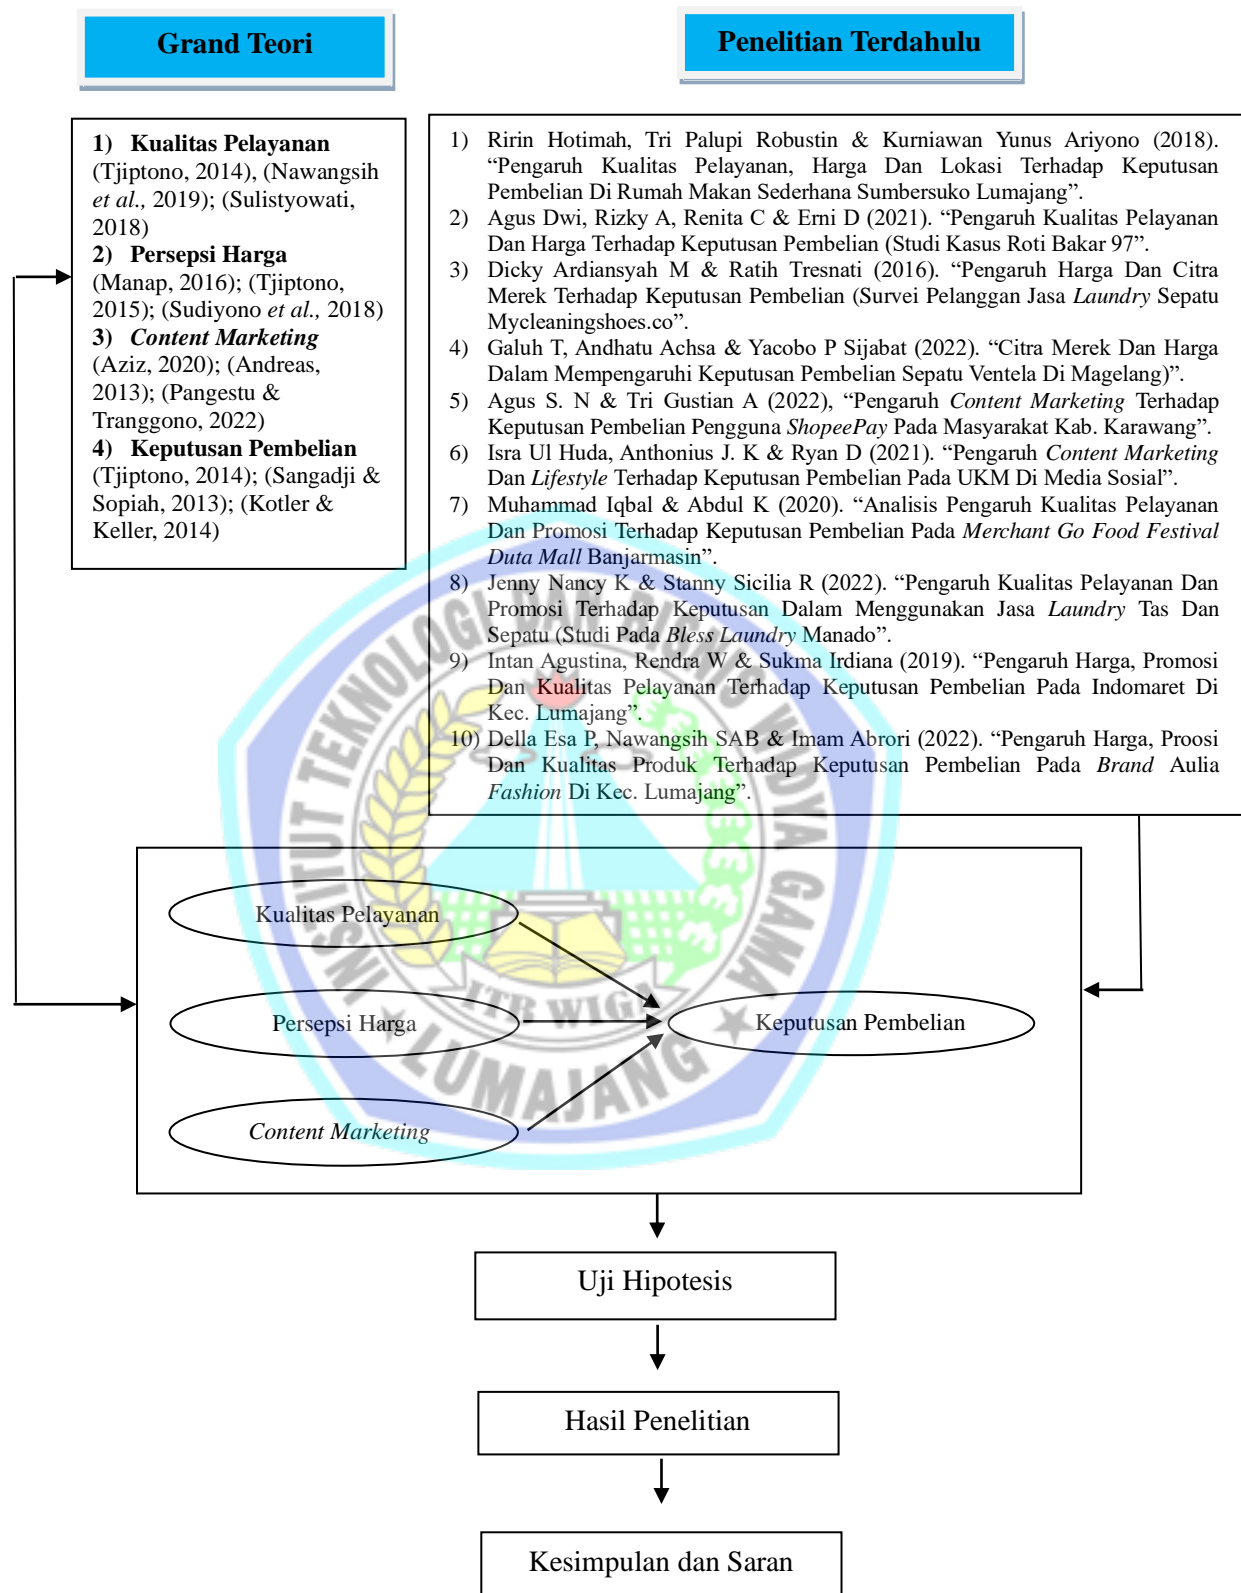 Grand Teori
Penelitian Terdahulu
1) Kualitas Pelayanan
(Tjiptono, 2014), (Nawangsih
et al., 2019); (Sulistyowati,
2018)
2) Persepsi Harga
(Manap, 2016); (Tjiptono,
2015); (Sudiyono et al., 2018)
3) Content Marketing
(Aziz, 2020); (Andreas,
2013); (Pangestu &
Tranggono, 2022)
4) Keputusan Pembelian
(Tjiptono, 2014); (Sangadji &
Sopiah, 2013); (Kotler &
Keller, 2014)
1) Ririn Hotimah, Tri Palupi Robustin & Kurniawan Yunus Ariyono (2018).
“Pengaruh Kualitas Pelayanan, Harga Dan Lokasi Terhadap Keputusan
Pembelian Di Rumah Makan Sederhana Sumbersuko Lumajang”.
2) Agus Dwi, Rizky A, Renita C & Erni D (2021). “Pengaruh Kualitas Pelayanan
Dan Harga Terhadap Keputusan Pembelian (Studi Kasus Roti Bakar 97”.
3) Dicky Ardiansyah M & Ratih Tresnati (2016). “Pengaruh Harga Dan Citra
Merek Terhadap Keputusan Pembelian (Survei Pelanggan Jasa Laundry Sepatu
Mycleaningshoes.co”.
4) Galuh T, Andhatu Achsa & Yacobo P Sijabat (2022). “Citra Merek Dan Harga
Dalam Mempengaruhi Keputusan Pembelian Sepatu Ventela Di Magelang)”.
5) Agus S. N & Tri Gustian A (2022), “Pengaruh Content Marketing Terhadap
Keputusan Pembelian Pengguna ShopeePay Pada Masyarakat Kab. Karawang”.
6) Isra Ul Huda, Anthonius J. K & Ryan D (2021). “Pengaruh Content Marketing
Dan Lifestyle Terhadap Keputusan Pembelian Pada UKM Di Media Sosial”.
7) Muhammad Iqbal & Abdul K (2020). “Analisis Pengaruh Kualitas Pelayanan
Dan Promosi Terhadap Keputusan Pembelian Pada Merchant Go Food Festival
Duta Mall Banjarmasin”.
8) Jenny Nancy K & Stanny Sicilia R (2022). “Pengaruh Kualitas Pelayanan Dan
Promosi Terhadap Keputusan Dalam Menggunakan Jasa Laundry Tas Dan
Sepatu (Studi Pada Bless Laundry Manado”.
9) Intan Agustina, Rendra W & Sukma Irdiana (2019). “Pengaruh Harga, Promosi
Dan Kualitas Pelayanan Terhadap Keputusan Pembelian Pada Indomaret Di
Kec. Lumajang”.
10) Della Esa P, Nawangsih SAB & Imam Abrori (2022). “Pengaruh Harga, Proosi
Dan Kualitas Produk Terhadap Keputusan Pembelian Pada Brand Aulia
Fashion Di Kec. Lumajang”.
INSTITUT TEKNOLOGI DAN BISNIS WIDYA GAMA
ITB WIGA
LUMAJANG
Kualitas Pelayanan
Persepsi Harga
Keputusan Pembelian
Content Marketing
Uji Hipotesis
Hasil Penelitian
Kesimpulan dan Saran